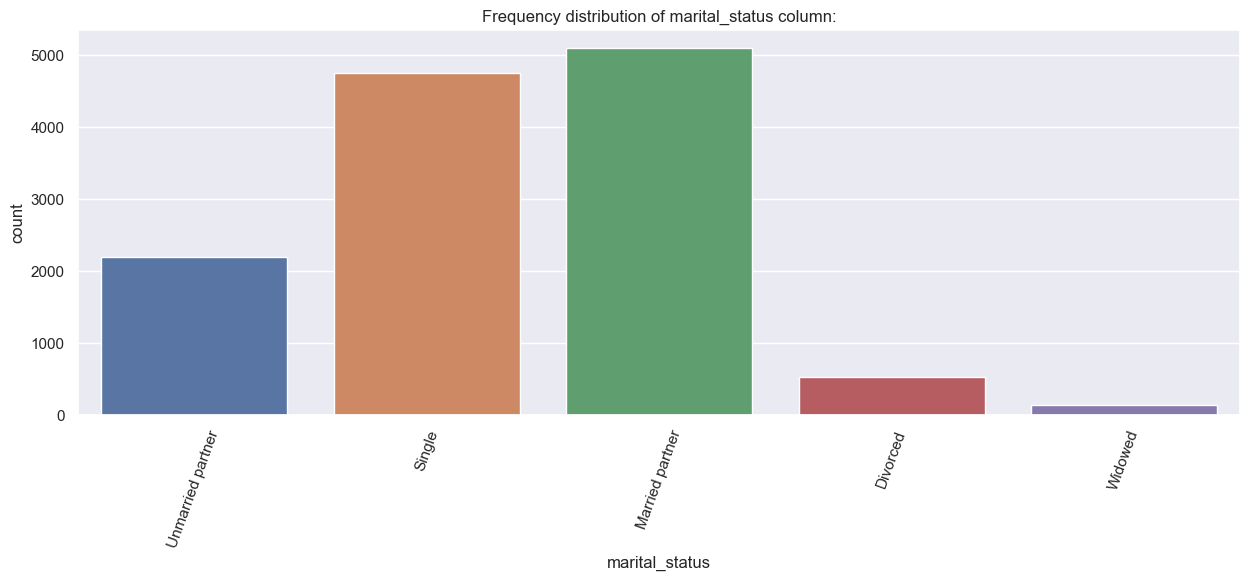 Frequency distribution of marital_status column:
5000
4000
3000
2000
1000
0
count
Unmarried partner
Single
Married partner
Divorced
Widowed
marital_status